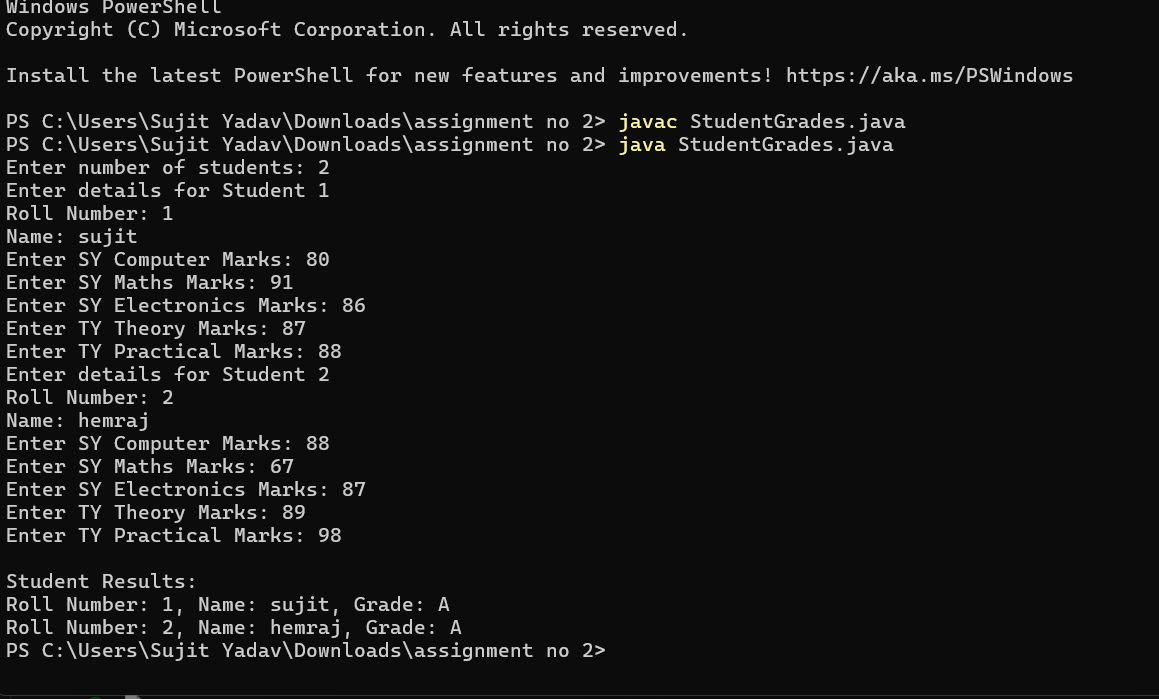 Windows PowerShell
Copyright (C) Microsoft Corporation. All rights reserved.
Install the latest PowerShell for new features and improvements! https://aka.ms/PSWindows
PS C:\Users\Sujit Yadav\Downloads\assignment no 2> javac StudentGrades.java
PS C:\Users\Sujit Yadav\Downloads\assignment no 2> java StudentGrades.java
Enter number of students: 2
Enter details for Student 1
Roll Number: 1
Name: sujit
Enter SY Computer Marks: 80
Enter SY Maths Marks: 91
Enter SY Electronics Marks: 86
Enter TY Theory Marks: 87
Enter TY Practical Marks: 88
Enter details for Student 2
Roll Number: 2
Name: hemraj
Enter SY Computer Marks: 88
Enter SY Maths Marks: 67
Enter SY Electronics Marks: 87
Enter TY Theory Marks: 89
Enter TY Practical Marks: 98
Student Results:
Roll Number: 1, Name: sujit, Grade: A
Roll Number: 2, Name: hemraj, Grade: A
PS C:\Users\Sujit Yadav\Downloads\assignment no 2>